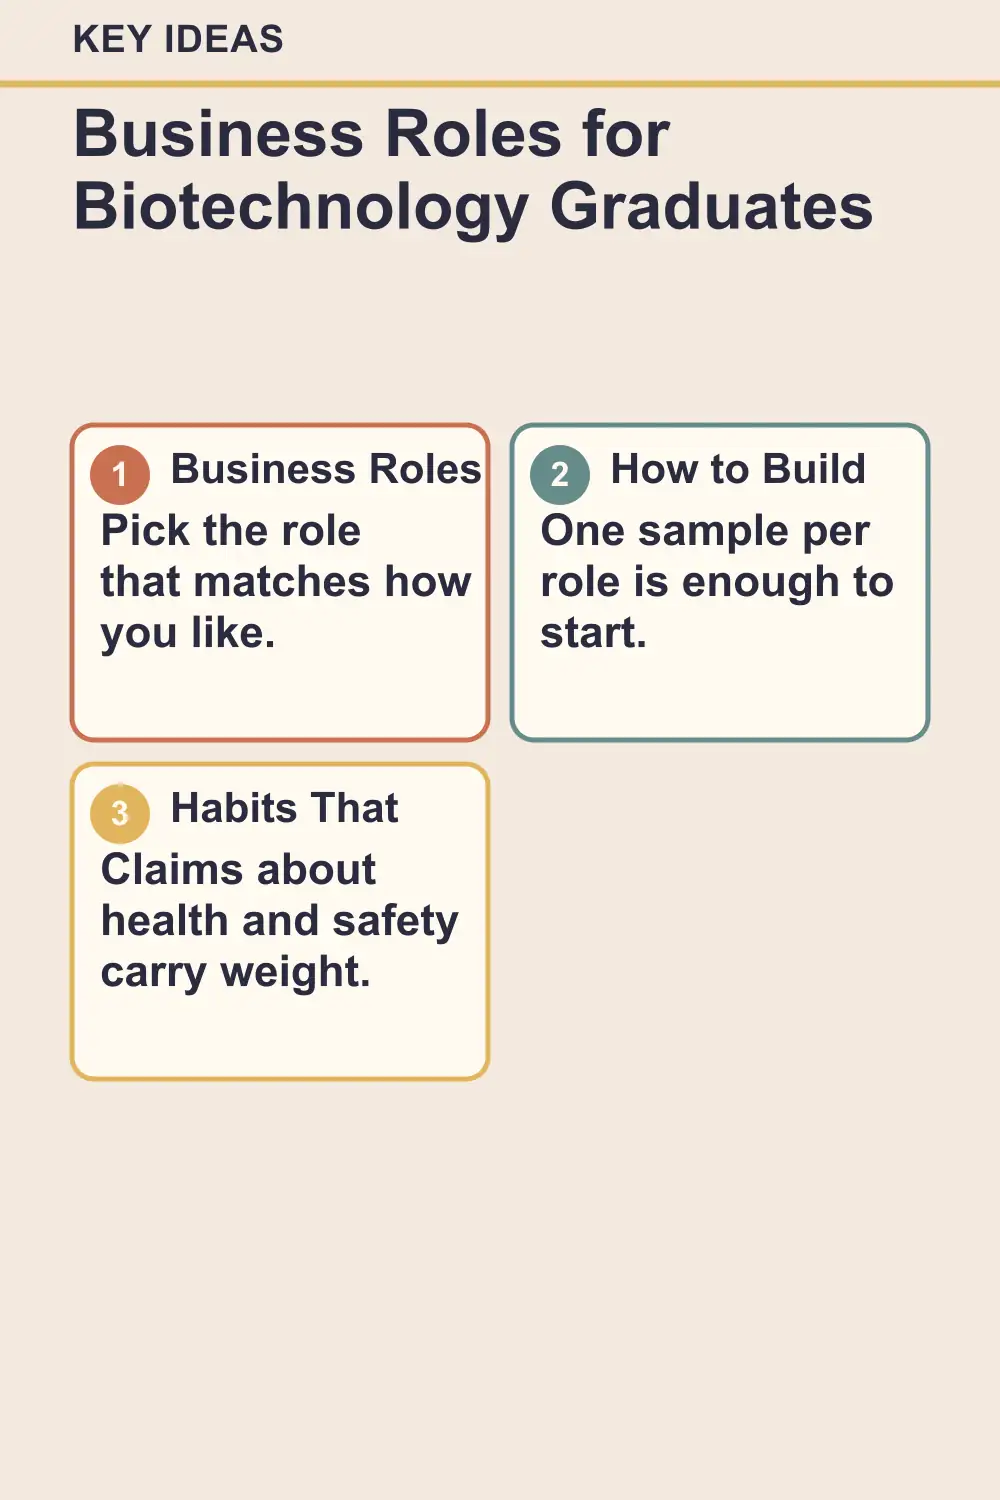 KEY IDEAS
Business Roles for
Biotechnology Graduates
1 Business Roles
Pick the role
that matches how
you like.
2 How to Build
One sample per
role is enough to
start.
3 Habits That
Claims about
health and safety
carry weight.